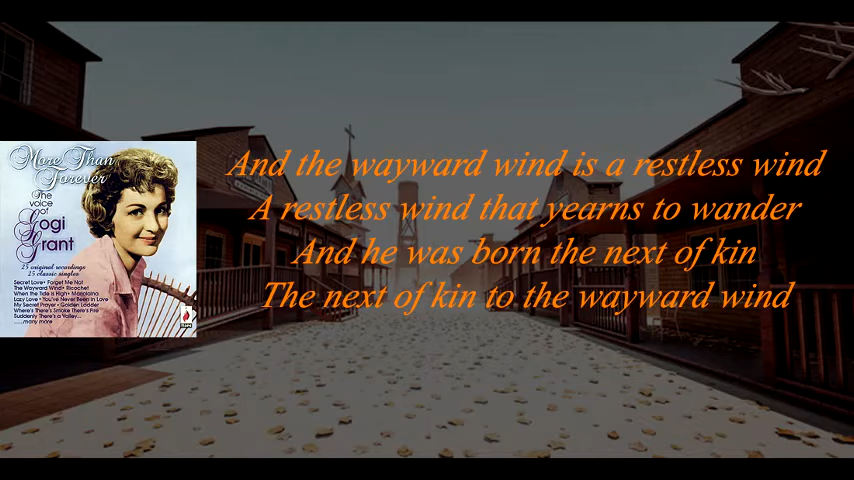 More Than
Forever
The
voice
of
Gogi
Grant
25 original recordings
25 classic singles
Secret Love • Forget Me Not
The Wayward Wind • Ricochet
When the Tide is High • Mañolaina
Lazy Love • You've Never Been in Love
My Secret Prayer • Golden Ladder
Where's There's Smoke There's Fire
Suddenly There's a Valley...
.....many more
And the wayward wind is a restless wind
A restless wind that yearns to wander
And he was born the next of kin
The next of kin to the wayward wind